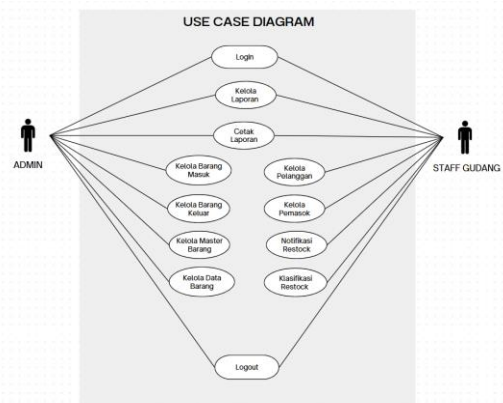 USE CASE DIAGRAM
Login
Kelola
Laporan
Cetak
Laporan
ADMIN
STAFF GUDANG
Kelola Barang
Masuk
Kelola
Pelanggan
Kelola Barang
Keluar
Kelola
Pemasok
Kelola Master
Barang
Notifikasi
Restock
Kelola Data
Barang
Klasifikasi
Restock
Logout